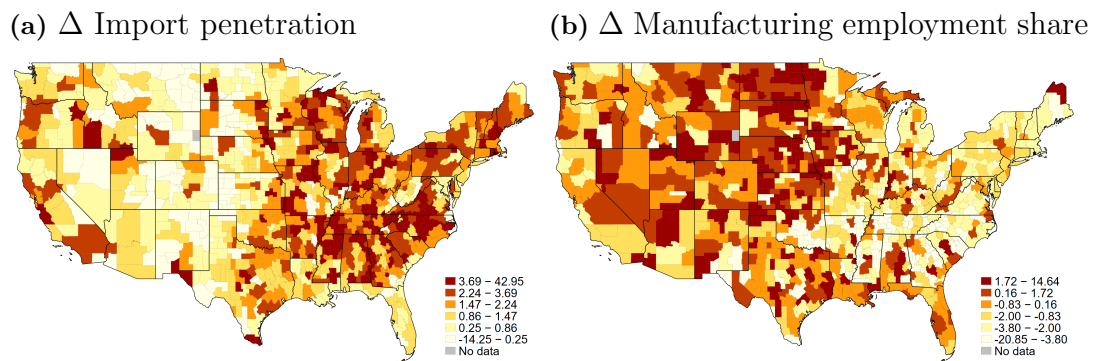 (a) Δ Import penetration
(b) Δ Manufacturing employment share
3.69 − 42.95
2.24 − 3.69
1.47 − 2.24
0.86 − 1.47
0.25 − 0.86
-14.25 − 0.25
No data
1.72 − 14.64
0.16 − 1.72
-0.83 − 0.16
-2.00 − -0.83
-3.80 − -2.00
-20.85 − -3.80
No data